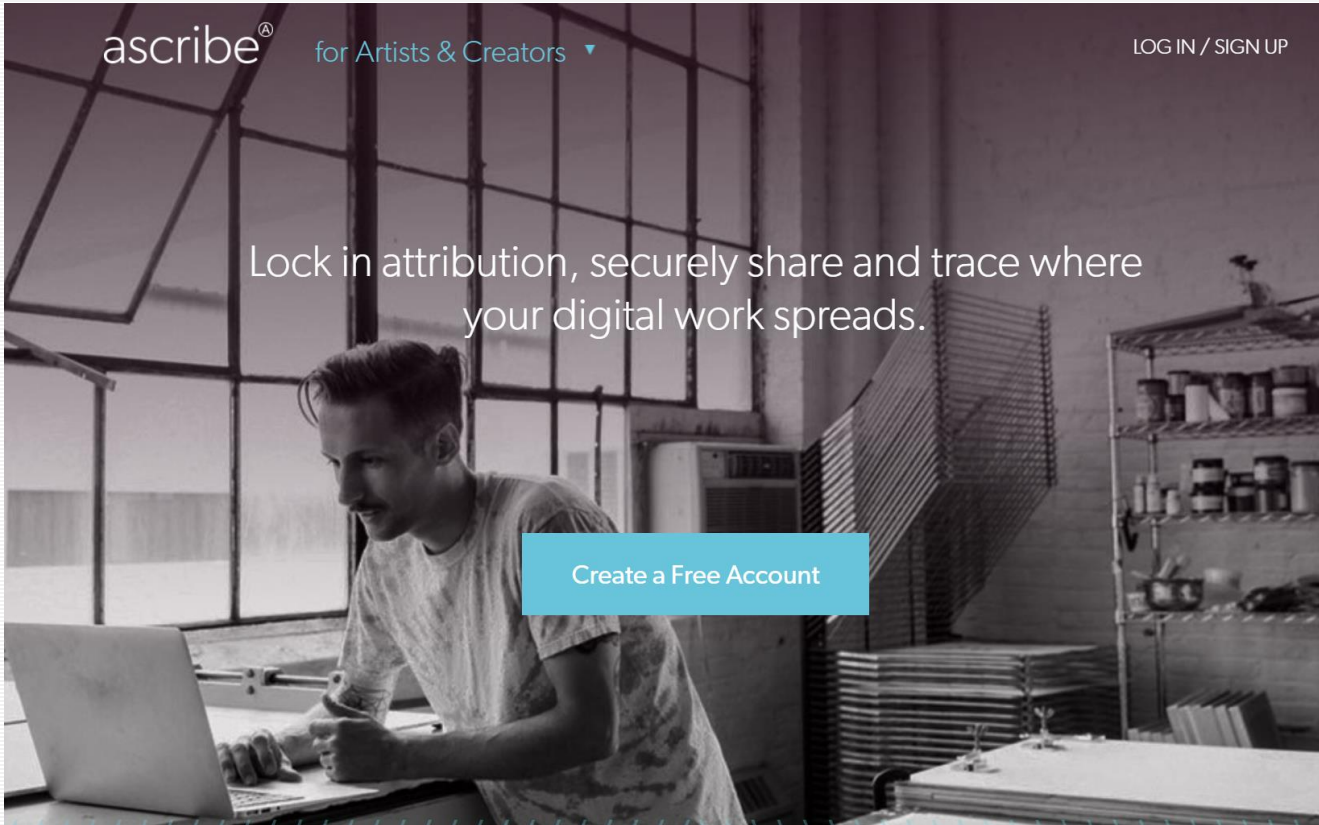 ascribe Ⓐ
for Artists & Creators ▼
LOG IN / SIGN UP
Lock in attribution, securely share and trace where
your digital work spreads.
Create a Free Account